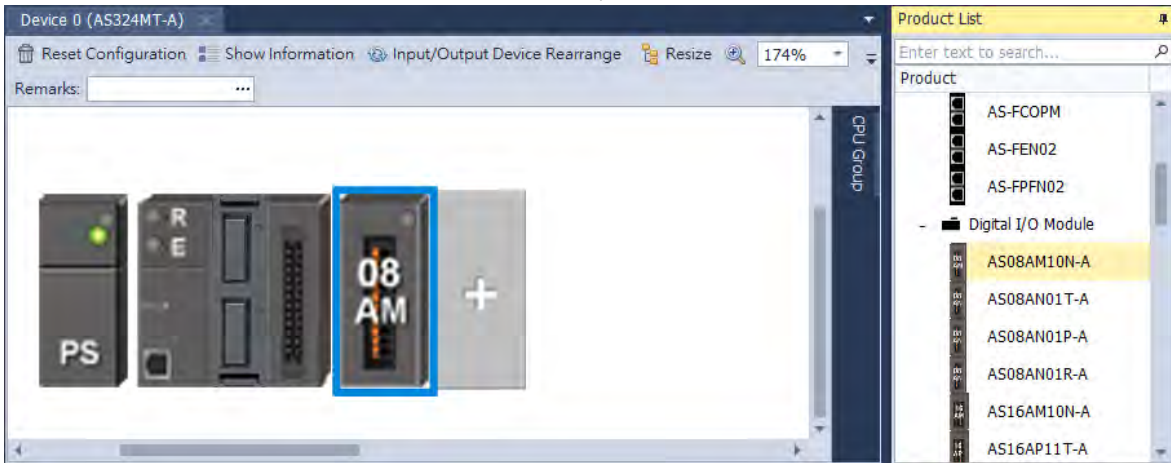 Device 0 (AS324MT-A)
Reset Configuration Show Information Input/Output Device Rearrange Resize 174%
Remarks: ...
CPU Group
R
E
PS
08
AM
+
Product List
Enter text to search...
Product
AS-FCOPM
AS-FEN02
AS-FPFN02
- Digital I/O Module
AS08AM10N-A
AS08AN01T-A
AS08AN01P-A
AS08AN01R-A
AS16AM10N-A
AS16AP11T-A